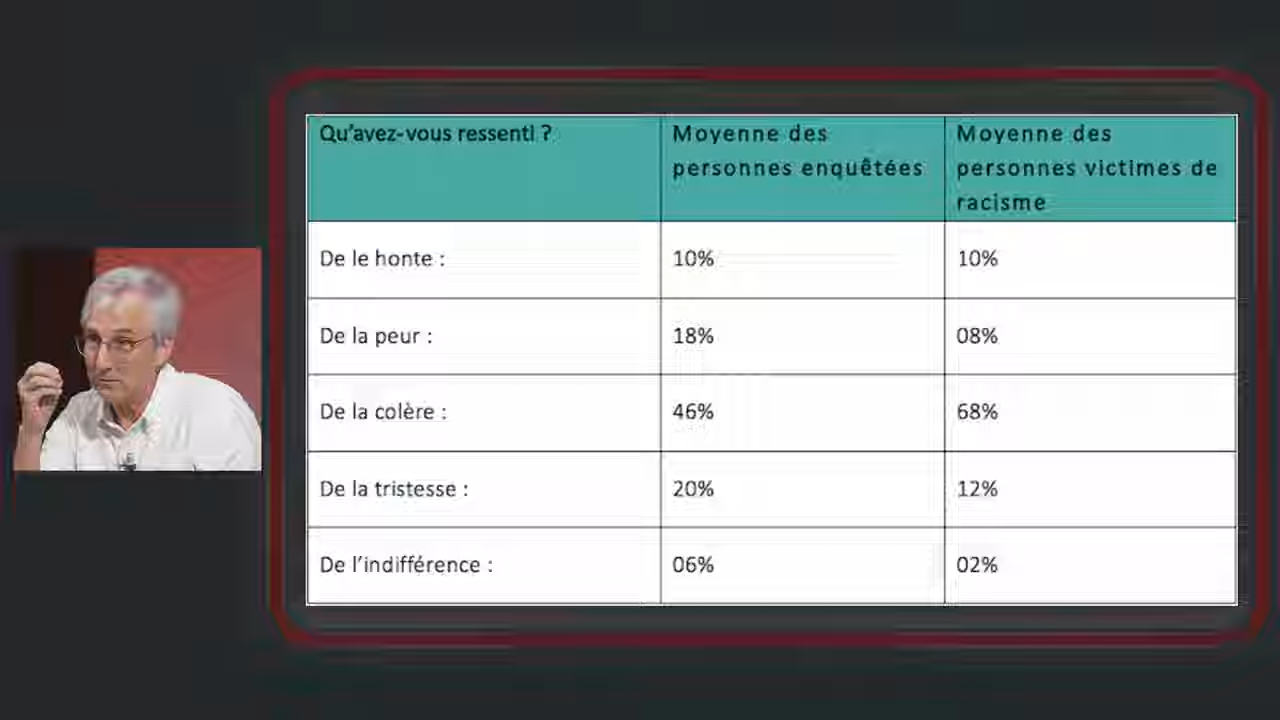 Qu'avez-vous ressenti ?
Moyenne des
personnes enquêtées
Moyenne des
personnes victimes de
racisme
De le honte :
10%
10%
De la peur :
18%
08%
De la colère :
46%
68%
De la tristesse :
20%
12%
De l'indifférence :
06%
02%